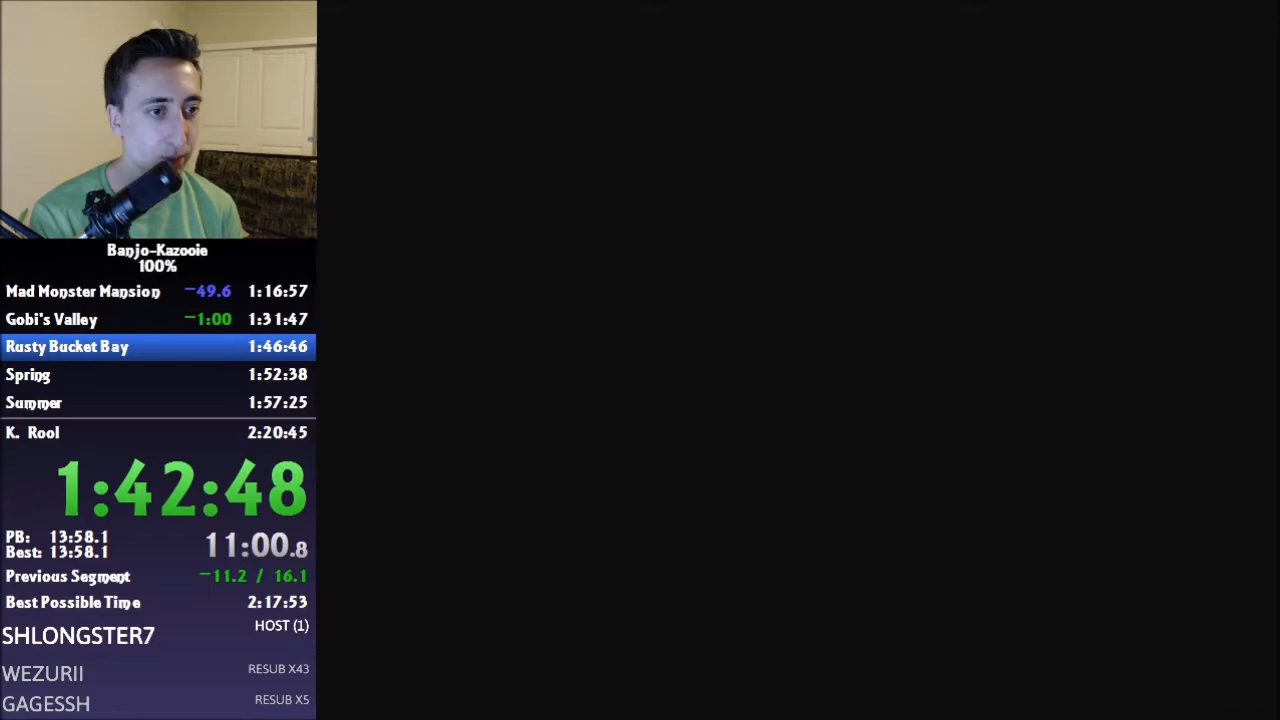 Banjo-Kazooie
100%
Mad Monster Mansion −49.6 1:16:57
Gobi's Valley −1:00 1:31:47
Rusty Bucket Bay 1:46:46
Spring 1:52:38
Summer 1:57:25
K. Rool 2:20:45
1:42:48
PB: 13:58.1
Best: 13:58.1
11:00.8
Previous Segment −11.2 / 16.1
Best Possible Time 2:17:53
SHLONGSTER7 HOST (1)
WEZURII RESUB X43
GAGESSH RESUB X5